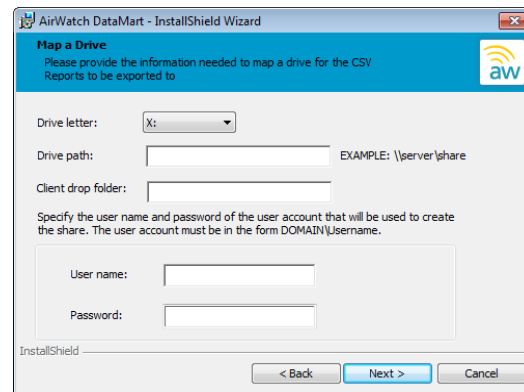 AirWatch DataMart - InstallShield Wizard
Map a Drive
Please provide the information needed to map a drive for the CSV
Reports to be exported to
aw
Drive letter: X:
Drive path: EXAMPLE: \\server\share
Client drop folder:
Specify the user name and password of the user account that will be used to create
the share. The user account must be in the form DOMAIN\Username.
User name:
Password:
InstallShield
< Back Next > Cancel